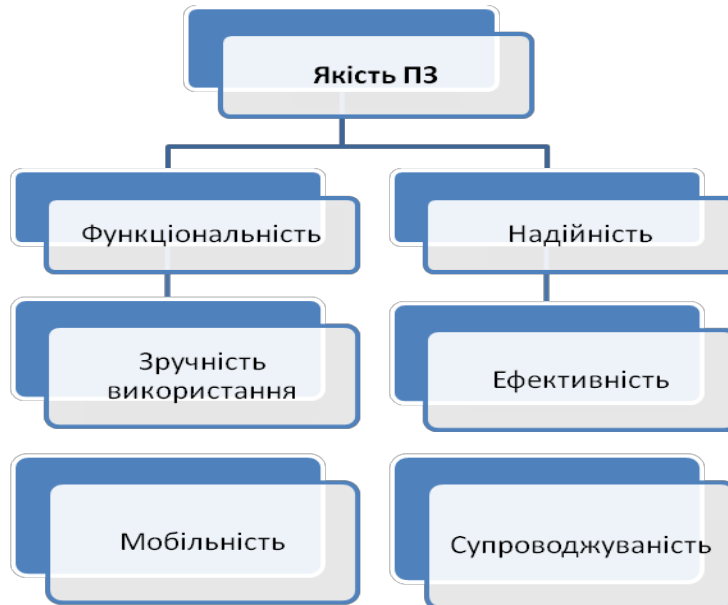 Якість ПЗ
Функціональність
Надійність
Зручність
використання
Ефективність
Мобільність
Супроводжуваність